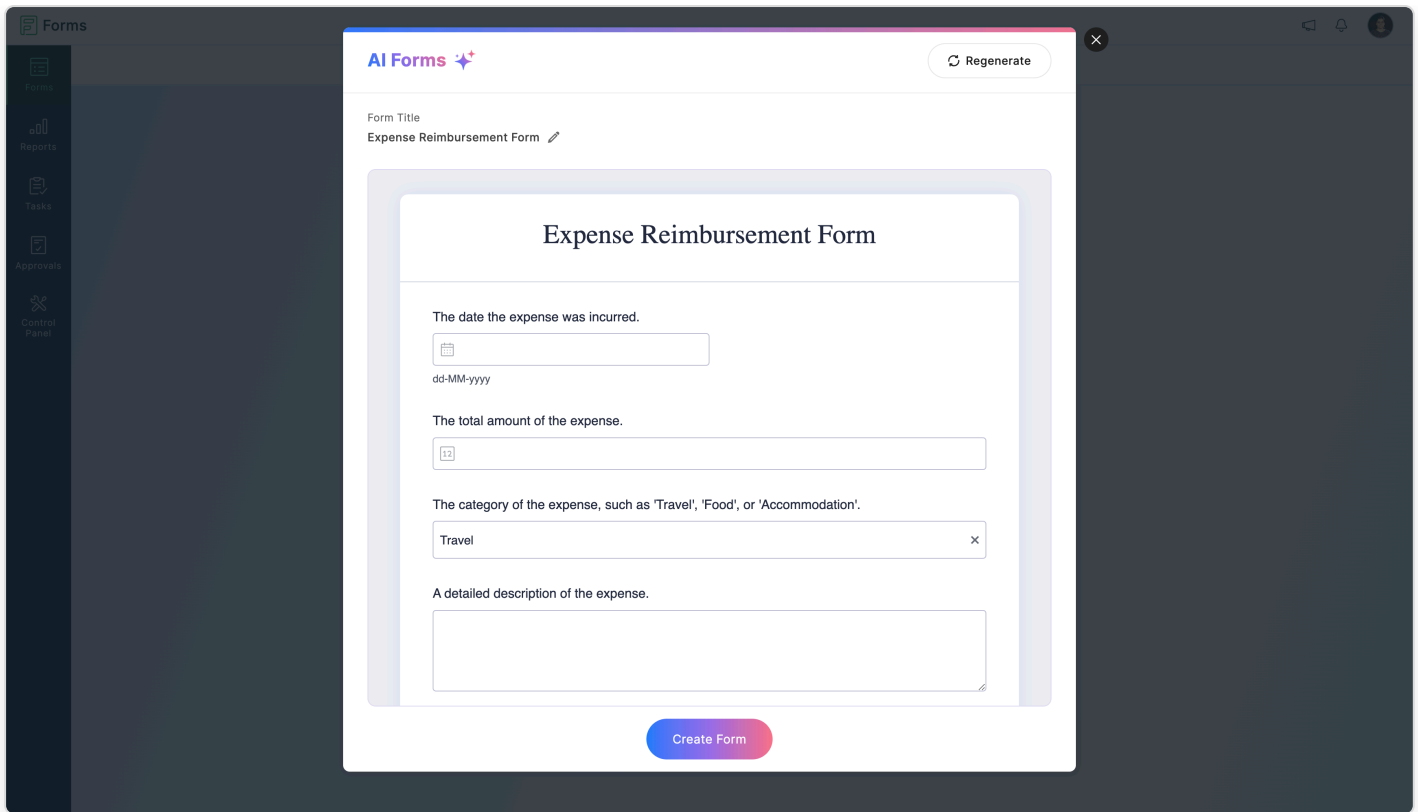 Forms
AI Forms
Regenerate
Forms
Reports
Tasks
Approvals
Control
Panel
Form Title
Expense Reimbursement Form
Expense Reimbursement Form
The date the expense was incurred.
dd-MM-yyyy
The total amount of the expense.
12
The category of the expense, such as 'Travel', 'Food', or 'Accommodation'.
Travel
A detailed description of the expense.
Create Form